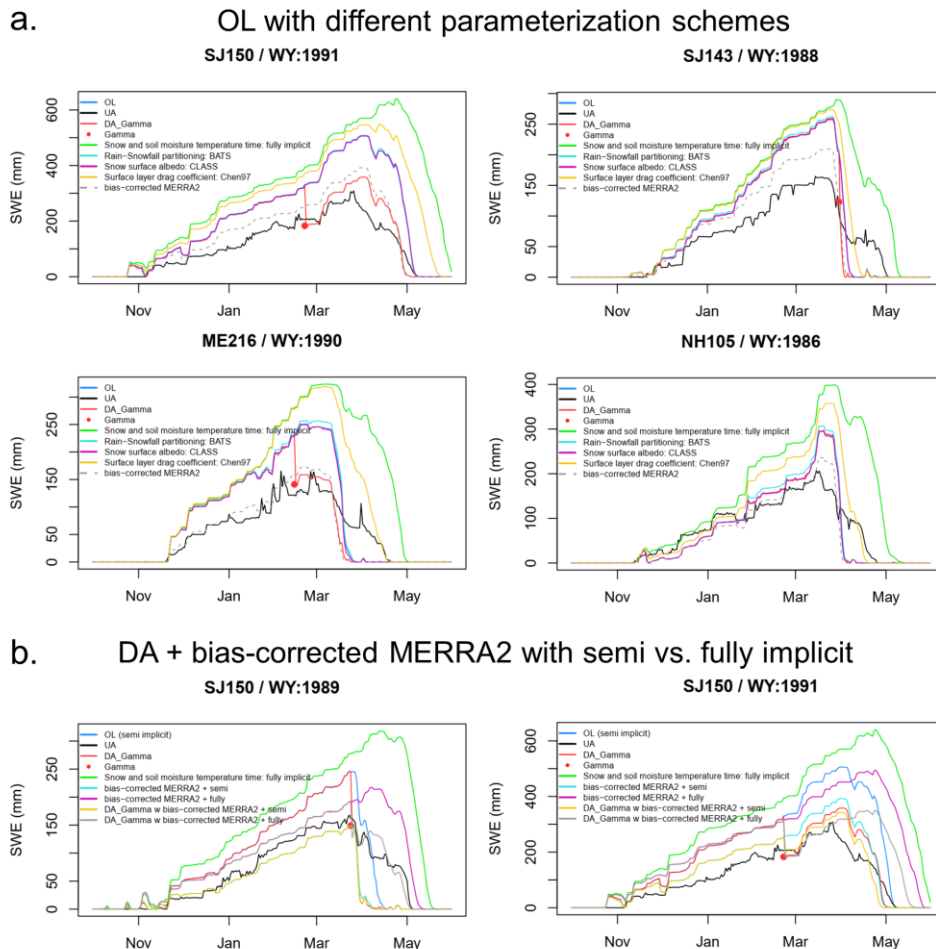 a. OL with different parameterization schemes
SJ150 / WY:1991
SWE (mm)
600
400
200
0
OL
UA
DA_Gamma
Gamma
Snow and soil moisture temperature time: fully implicit
Rain-Snowfall partitioning: BATS
Snow surface albedo: CLASS
Surface layer drag coefficient: Chen97
bias-corrected MERRA2
Nov Jan Mar May
SJ143 / WY:1988
SWE (mm)
250
150
50
0
OL
UA
DA_Gamma
Gamma
Snow and soil moisture temperature time: fully implicit
Rain-Snowfall partitioning: BATS
Snow surface albedo: CLASS
Surface layer drag coefficient: Chen97
bias-corrected MERRA2
Nov Jan Mar May
ME216 / WY:1990
SWE (mm)
250
150
50
0
OL
UA
DA_Gamma
Gamma
Snow and soil moisture temperature time: fully implicit
Rain-Snowfall partitioning: BATS
Snow surface albedo: CLASS
Surface layer drag coefficient: Chen97
bias-corrected MERRA2
Nov Jan Mar May
NH105 / WY:1986
SWE (mm)
400
300
200
100
0
OL
UA
DA_Gamma
Gamma
Snow and soil moisture temperature time: fully implicit
Rain-Snowfall partitioning: BATS
Snow surface albedo: CLASS
Surface layer drag coefficient: Chen97
bias-corrected MERRA2
Nov Jan Mar May
b. DA + bias-corrected MERRA2 with semi vs. fully implicit
SJ150 / WY:1989
SWE (mm)
250
150
50
0
OL (semi implicit)
UA
DA_Gamma
Gamma
Snow and soil moisture temperature time: fully implicit
bias-corrected MERRA2 + semi
bias-corrected MERRA2 + fully
DA_Gamma w bias-corrected MERRA2 + semi
DA_Gamma w bias-corrected MERRA2 + fully
Nov Jan Mar May
SJ150 / WY:1991
SWE (mm)
600
400
200
0
OL (semi implicit)
UA
DA_Gamma
Gamma
Snow and soil moisture temperature time: fully implicit
bias-corrected MERRA2 + semi
bias-corrected MERRA2 + fully
DA_Gamma w bias-corrected MERRA2 + semi
DA_Gamma w bias-corrected MERRA2 + fully
Nov Jan Mar May